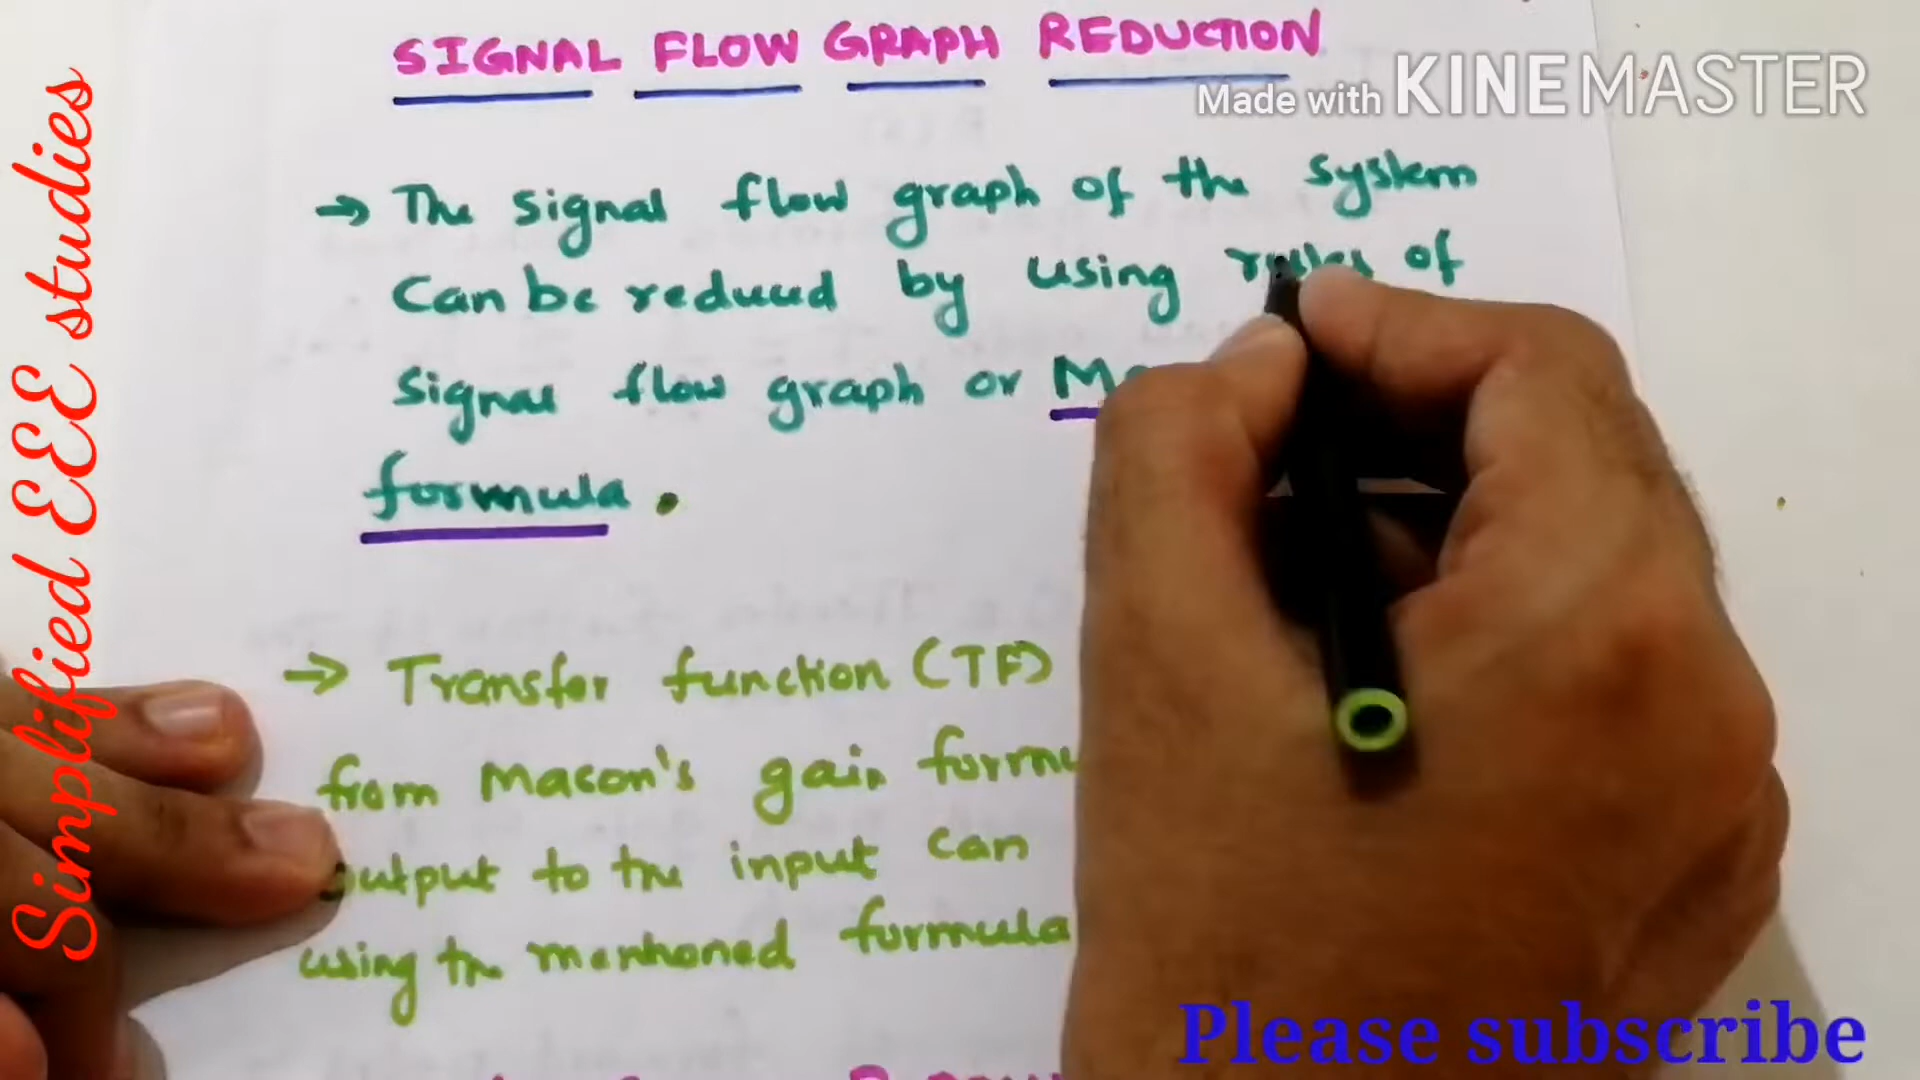 SIGNAL FLOW GRAPH REDUCTION
Made with KINEMASTER
→ The signal flow graph of the system
Can be reduced by using rules of
signal flow graph or
formula .
→ Transfer function (TF)
from Mason's gain
output to the input can
using the mentioned formula
Simplified EEE studies
Please subscribe